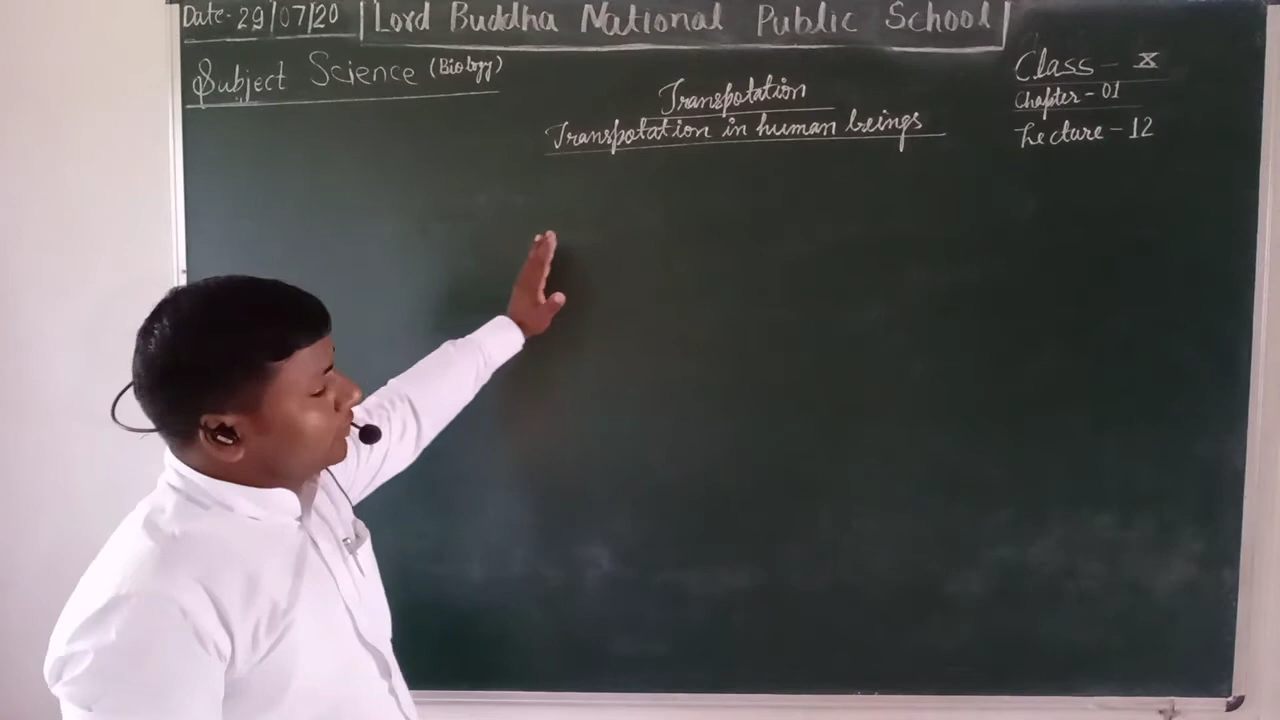 Date- 29/07/20
Lord Buddha National Public School
Subject Science (Biology)
Transpotation
Transpotation in human beings
Class - X
Chapter - 01
Lecture - 12